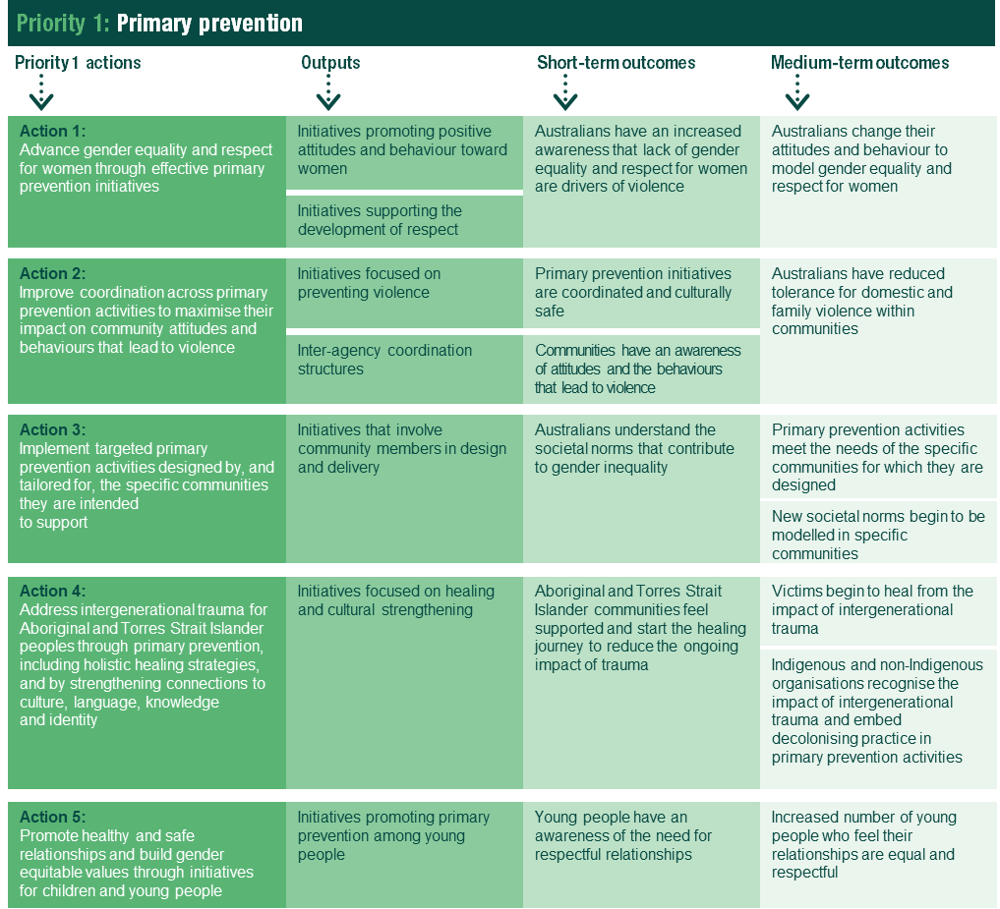 Priority 1: Primary prevention
Priority 1 actions
Outputs
Short-term outcomes
Medium-term outcomes
Action 1:
Advance gender equality and respect
for women through effective primary
prevention initiatives
Initiatives promoting positive
attitudes and behaviour toward
women
Initiatives supporting the
development of respect
Australians have an increased
awareness that lack of gender
equality and respect for women
are drivers of violence
Australians change their
attitudes and behaviour to
model gender equality and
respect for women
Action 2:
Improve coordination across primary
prevention activities to maximise their
impact on community attitudes and
behaviours that lead to violence
Initiatives focused on
preventing violence
Inter-agency coordination
structures
Primary prevention initiatives
are coordinated and culturally
safe
Communities have an awareness
of attitudes and the behaviours
that lead to violence
Australians have reduced
tolerance for domestic and
family violence within
communities
Action 3:
Implement targeted primary
prevention activities designed by, and
tailored for, the specific communities
they are intended
to support
Initiatives that involve
community members in design
and delivery
Australians understand the
societal norms that contribute
to gender inequality
Primary prevention activities
meet the needs of the specific
communities for which they are
designed
New societal norms begin to be
modelled in specific
communities
Action 4:
Address intergenerational trauma for
Aboriginal and Torres Strait Islander
peoples through primary prevention,
including holistic healing strategies,
and by strengthening connections to
culture, language, knowledge
and identity
Initiatives focused on healing
and cultural strengthening
Aboriginal and Torres Strait
Islander communities feel
supported and start the healing
journey to reduce the ongoing
impact of trauma
Victims begin to heal from the
impact of intergenerational
trauma
Indigenous and non-Indigenous
organisations recognise the
impact of intergenerational
trauma and embed
decolonising practice in
primary prevention activities
Action 5:
Promote healthy and safe
relationships and build gender
equitable values through initiatives
for children and young people
Initiatives promoting primary
prevention among young
people
Young people have an
awareness of the need for
respectful relationships
Increased number of young
people who feel their
relationships are equal and
respectful